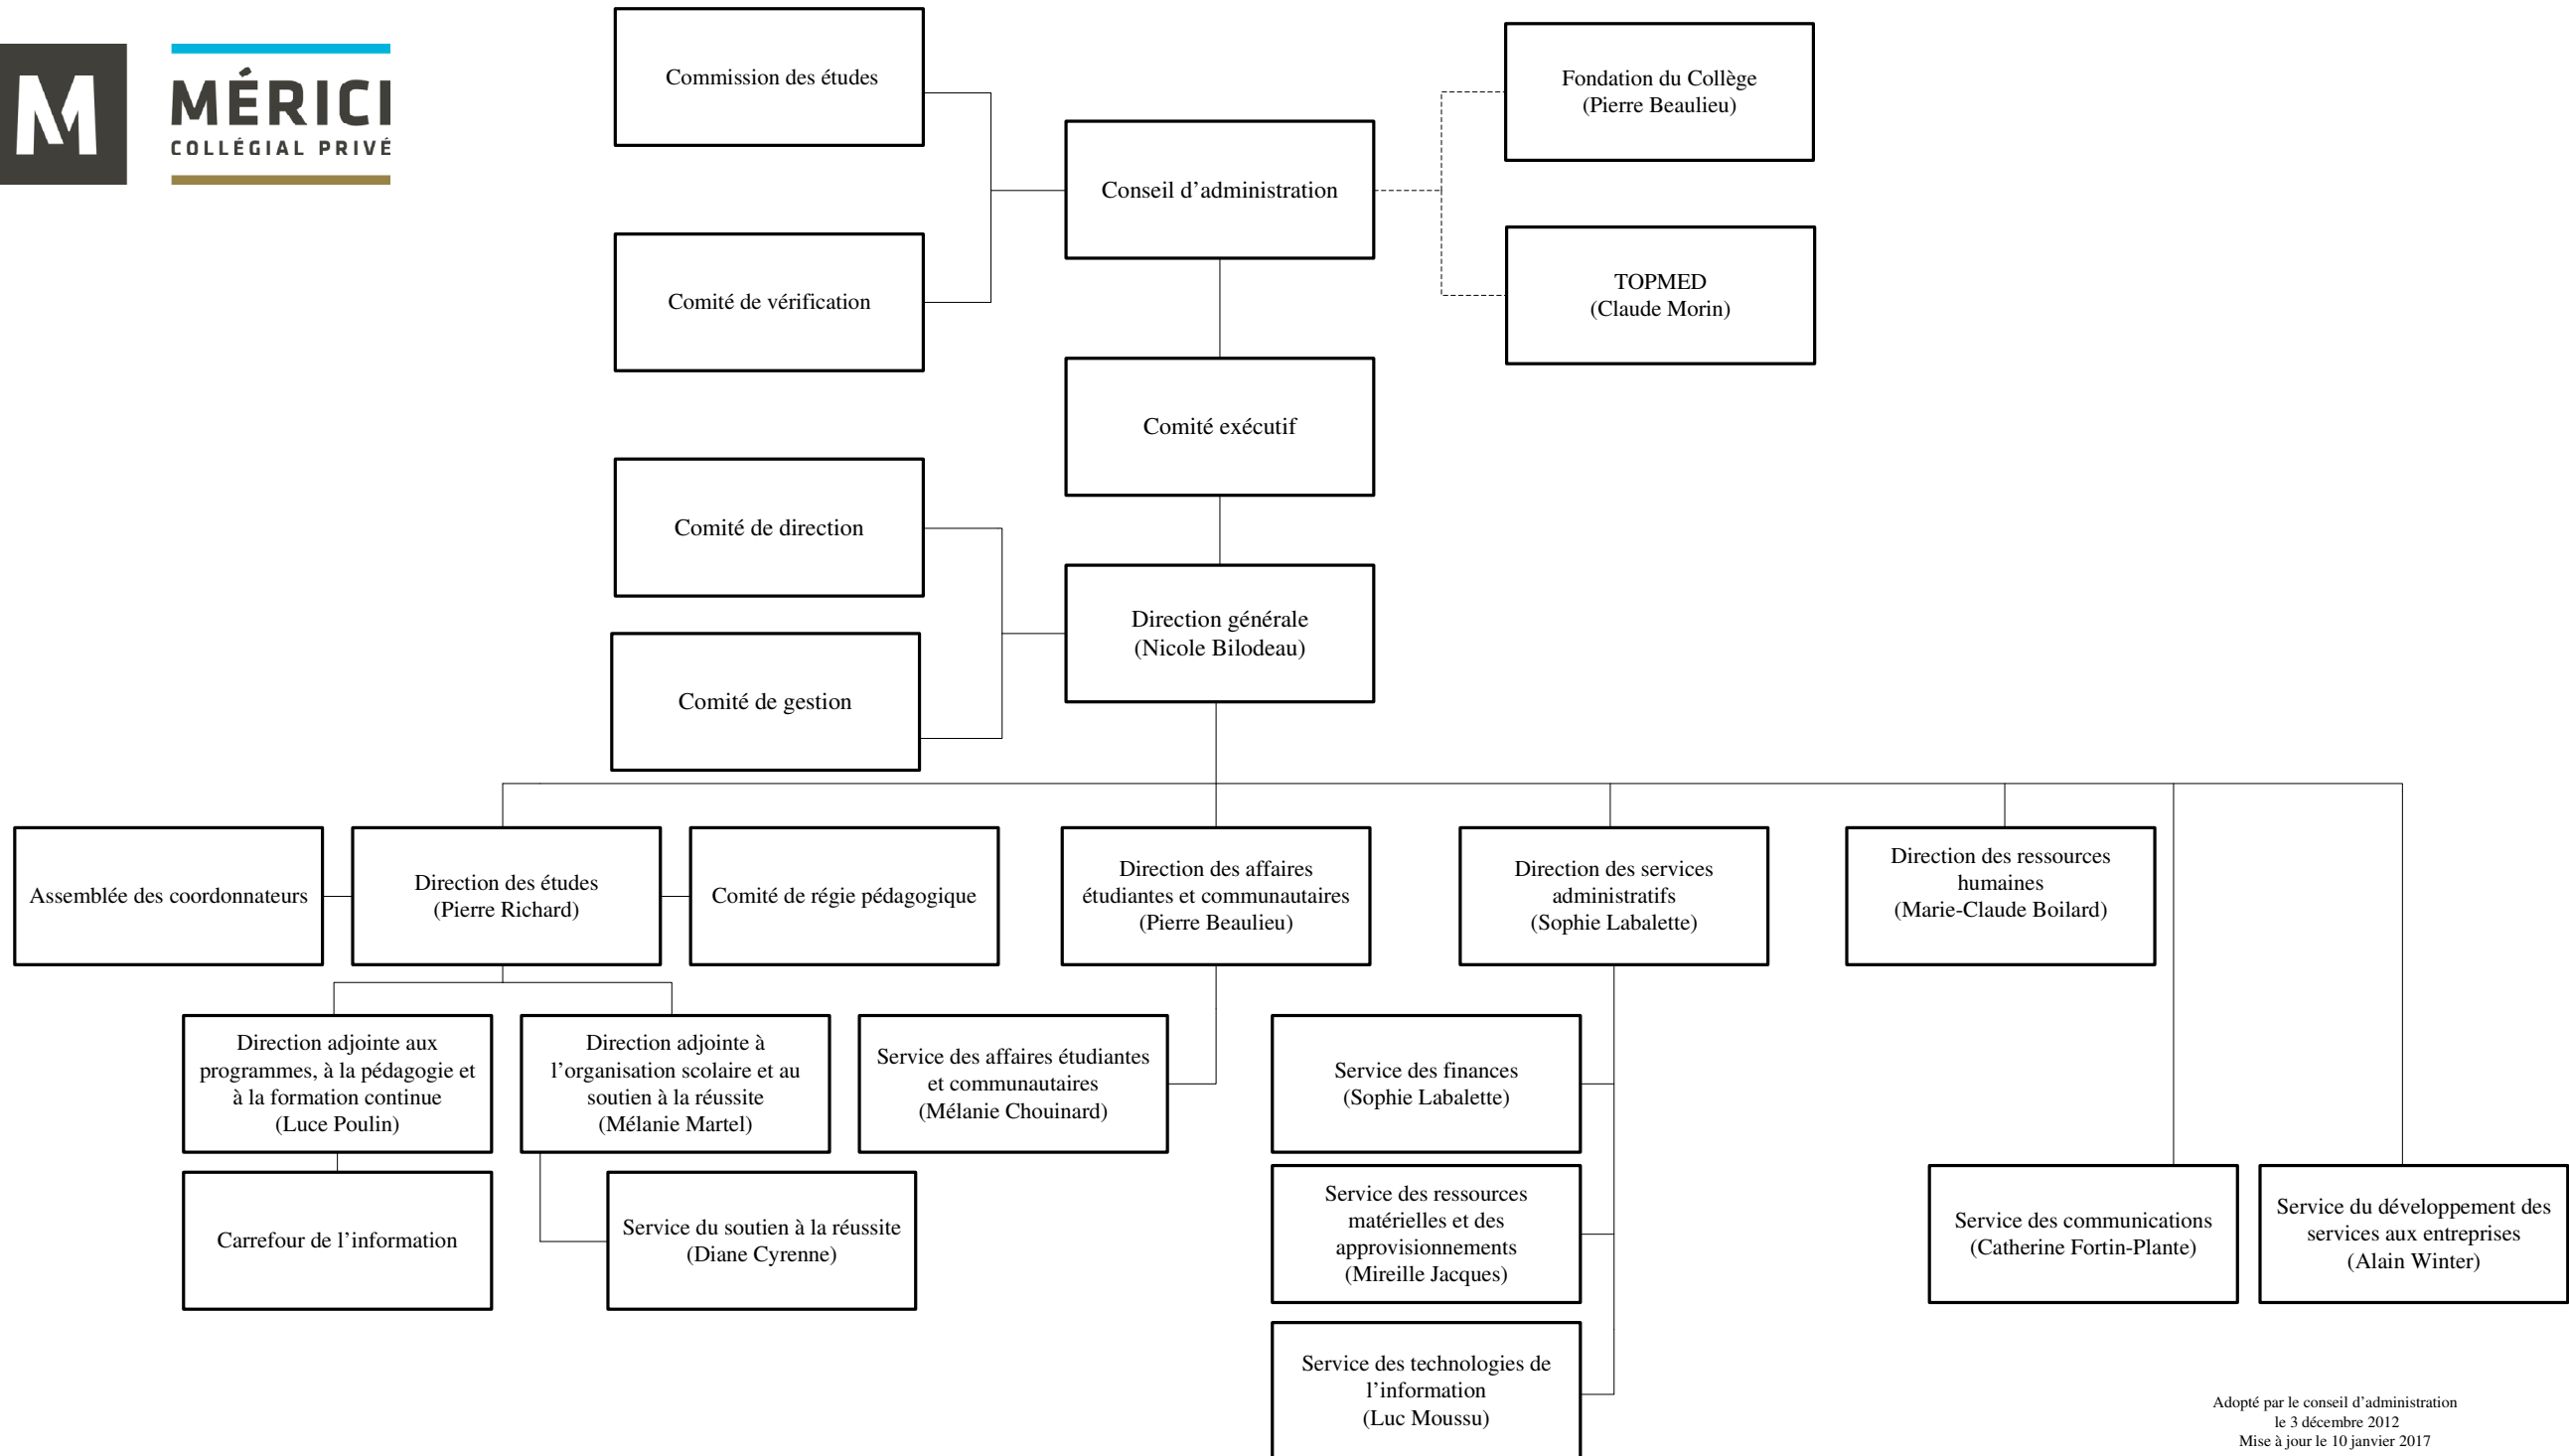 M
MÉRICI
COLLÉGIAL PRIVÉ
Commission des études
Fondation du Collège
(Pierre Beaulieu)
Conseil d’administration
Comité de vérification
TOPMED
(Claude Morin)
Comité exécutif
Comité de direction
Direction générale
(Nicole Bilodeau)
Comité de gestion
Assemblée des coordonnateurs
Direction des études
(Pierre Richard)
Comité de régie pédagogique
Direction des affaires
étudiantes et communautaires
(Pierre Beaulieu)
Direction des services
administratifs
(Sophie Labalette)
Direction des ressources
humaines
(Marie-Claude Boilard)
Direction adjointe aux
programmes, à la pédagogie et
à la formation continue
(Luce Poulin)
Direction adjointe à
l’organisation scolaire et au
soutien à la réussite
(Mélanie Martel)
Service des affaires étudiantes
et communautaires
(Mélanie Chouinard)
Service des finances
(Sophie Labalette)
Carrefour de l’information
Service du soutien à la réussite
(Diane Cyrenne)
Service des ressources
matérielles et des
approvisionnements
(Mireille Jacques)
Service des communications
(Catherine Fortin-Plante)
Service du développement des
services aux entreprises
(Alain Winter)
Service des technologies de
l’information
(Luc Moussu)
Adopté par le conseil d’administration
le 3 décembre 2012
Mise à jour le 10 janvier 2017